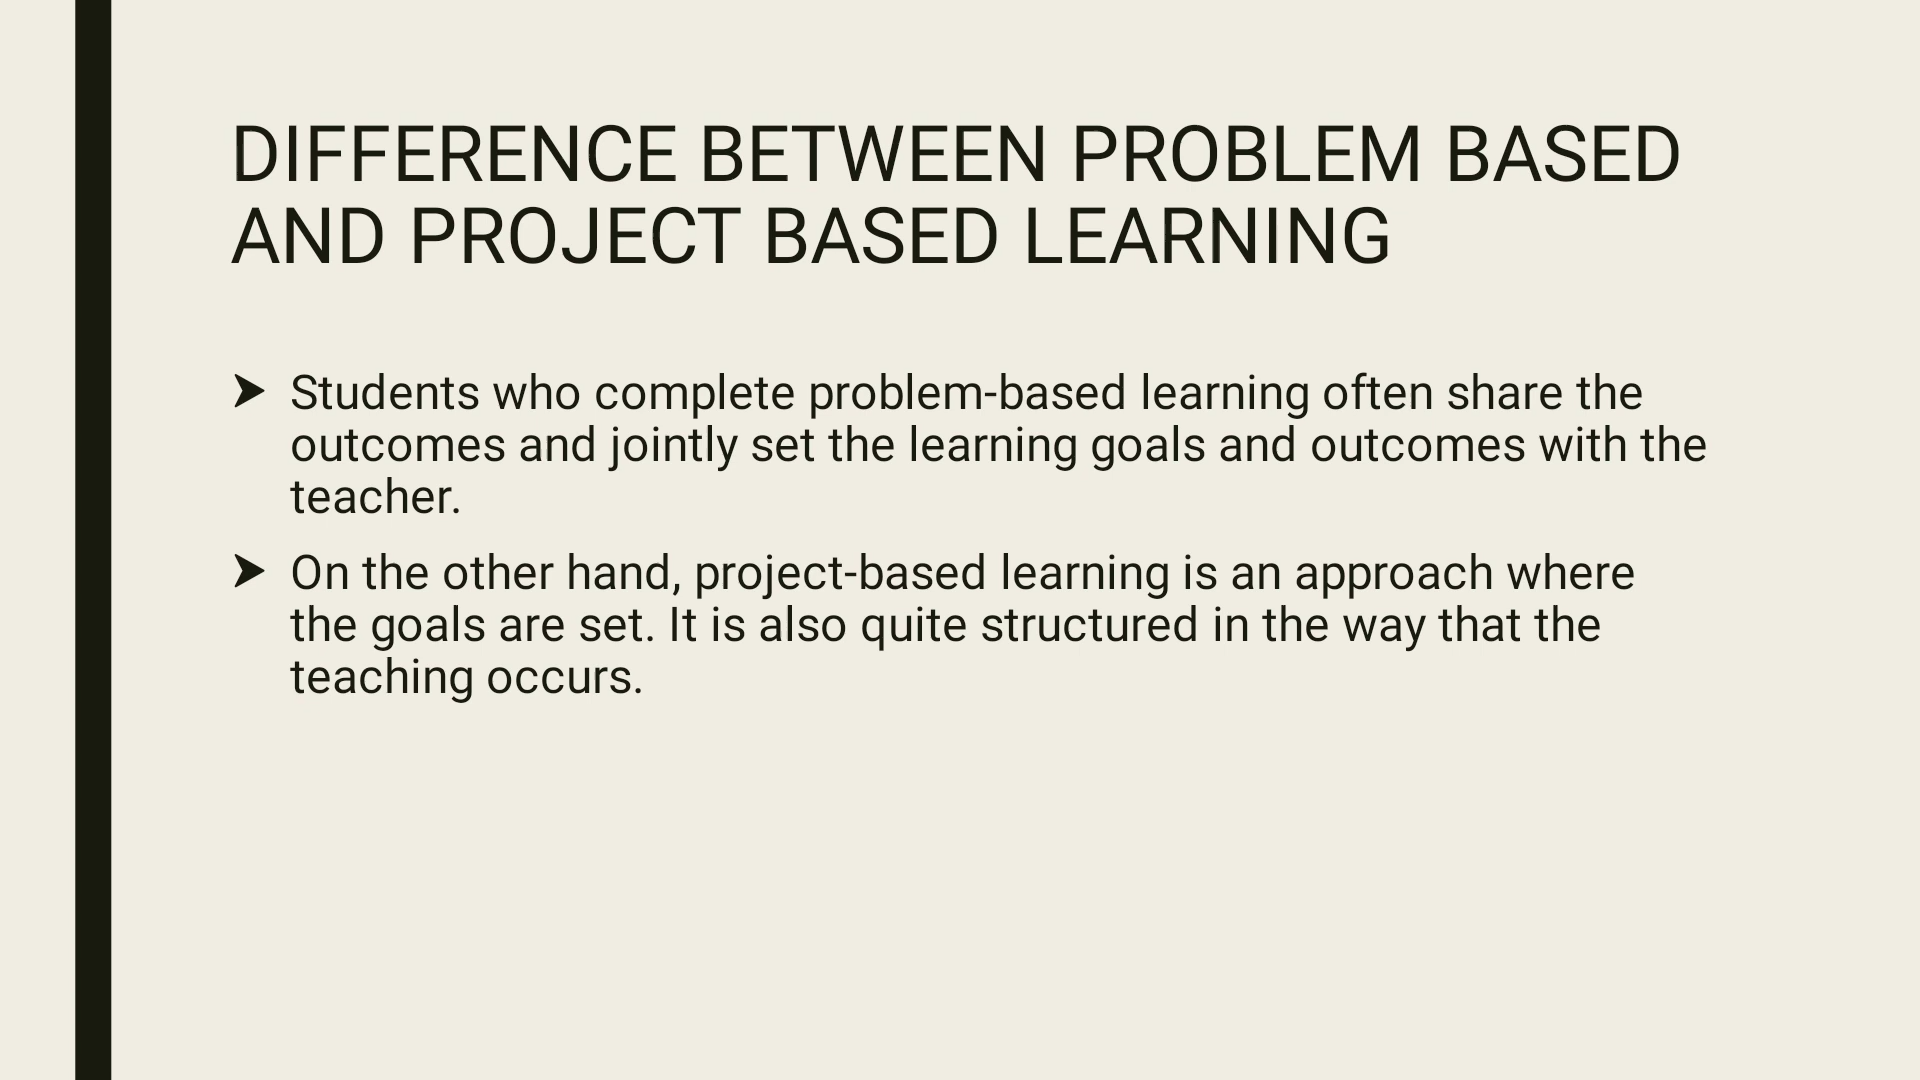 DIFFERENCE BETWEEN PROBLEM BASED
AND PROJECT BASED LEARNING
➤ Students who complete problem-based learning often share the
outcomes and jointly set the learning goals and outcomes with the
teacher.
➤ On the other hand, project-based learning is an approach where
the goals are set. It is also quite structured in the way that the
teaching occurs.